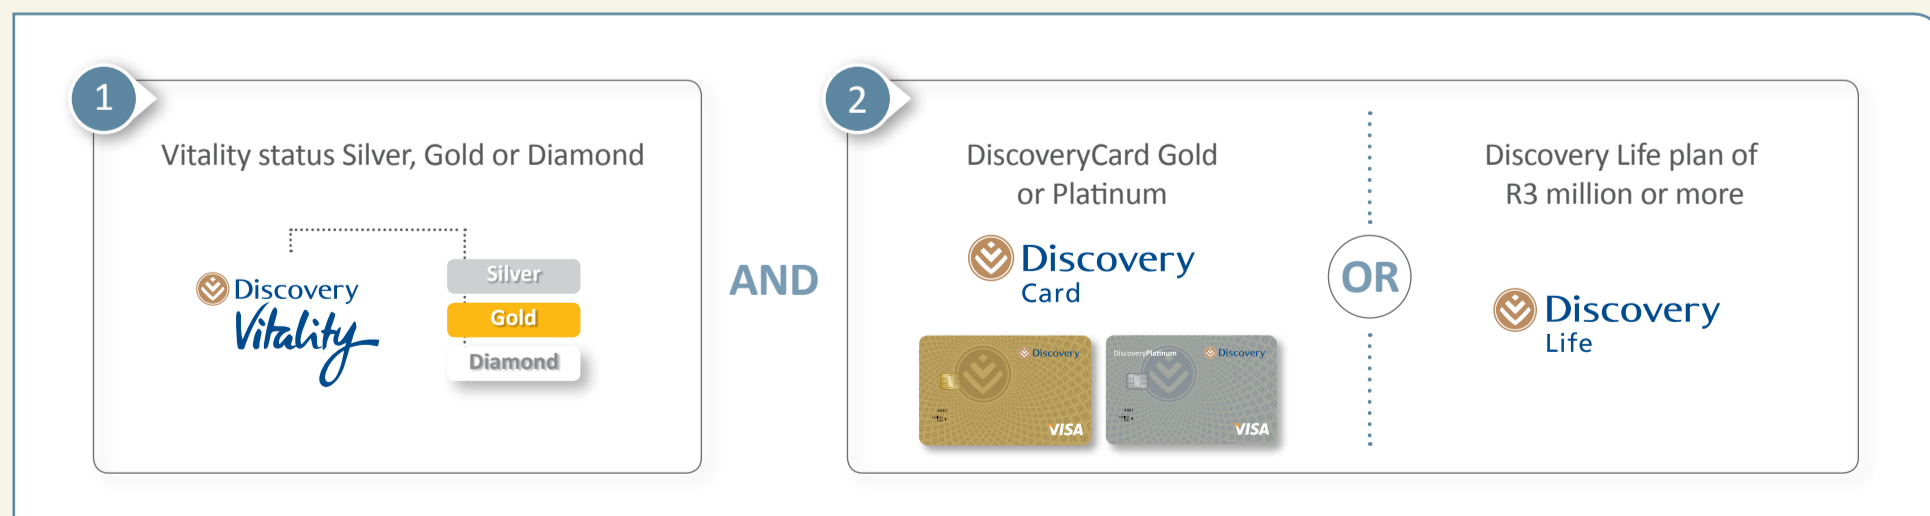 1
Vitality status Silver, Gold or Diamond
Discovery
Vitality
Silver
Gold
Diamond
AND
2
DiscoveryCard Gold
or Platinum
Discovery
Card
Discovery
VISA
DiscoveryPlatinum
Discovery
VISA
OR
Discovery Life plan of
R3 million or more
Discovery
Life